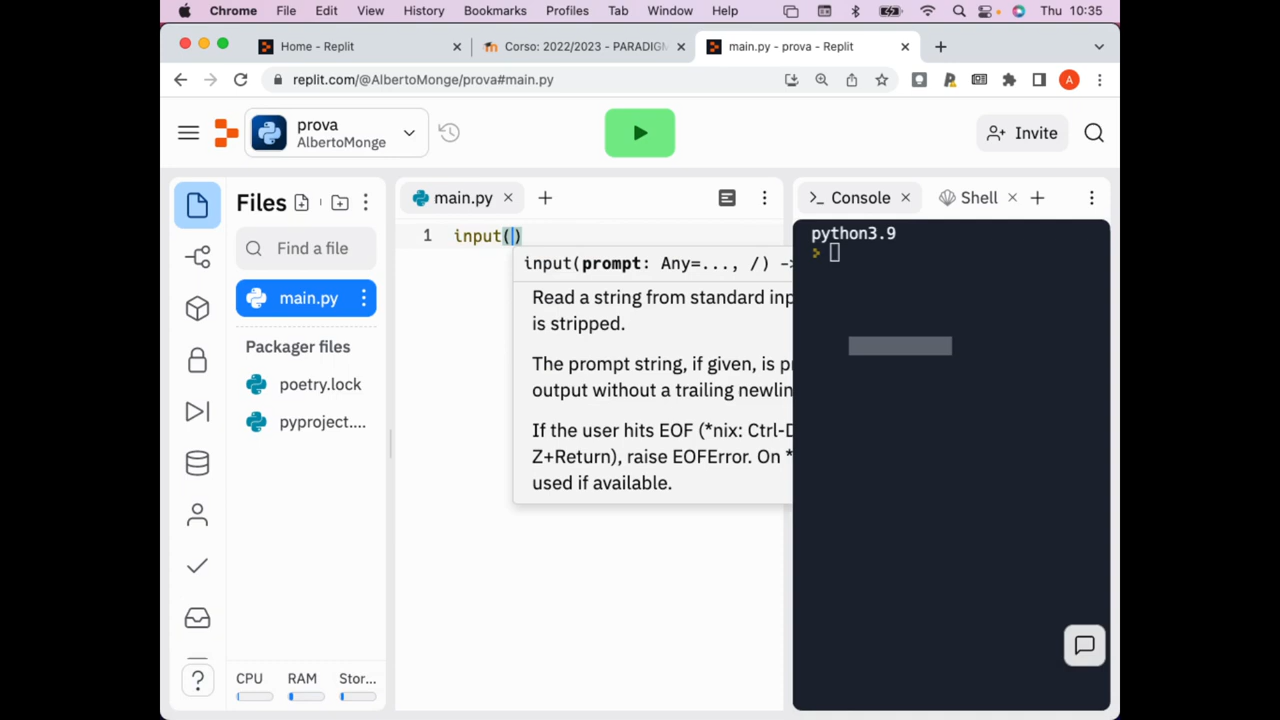 Chrome File Edit View History Bookmarks Profiles Tab Window Help Thu 10:35
Home - Replit Corso: 2022/2023 - PARADIGM main.py - prova - Replit
replit.com/@AlbertoMonge/prova#main.py A
prova
AlbertoMonge
Invite
Files
main.py
Console
Shell
Find a file
1 input()
python3.9
input(prompt: Any=..., /) -
Read a string from standard inp
is stripped.
The prompt string, if given, is p
output without a trailing newlin
If the user hits EOF (*nix: Ctrl-D
Z+Return), raise EOFError. On *
used if available.
main.py
Packager files
poetry.lock
pyproject....
CPU RAM Stor...